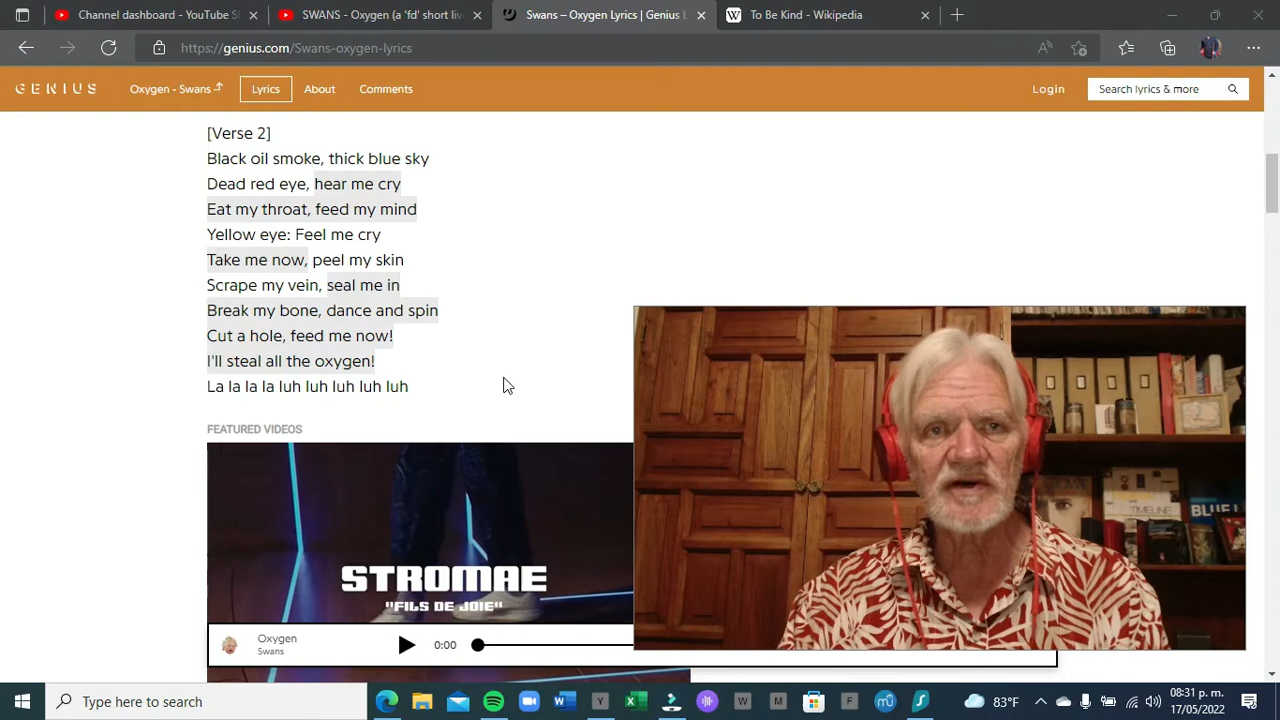 Channel dashboard - YouTube St
SWANS - Oxygen (a 'fd' short live
Swans – Oxygen Lyrics | Genius L
To Be Kind - Wikipedia
https://genius.com/Swans-oxygen-lyrics
GENIUS
Oxygen - Swans
Lyrics
About
Comments
Login
Search lyrics & more
[Verse 2]
Black oil smoke, thick blue sky
Dead red eye, hear me cry
Eat my throat, feed my mind
Yellow eye: Feel me cry
Take me now, peel my skin
Scrape my vein, seal me in
Break my bone, dance and spin
Cut a hole, feed me now!
I'll steal all the oxygen!
La la la la luh luh luh luh luh
FEATURED VIDEOS
STROMAE
"FILS DE JOIE"
Oxygen
Swans
0:00
TIMELINE
BLUE
Type here to search
83°F
08:31 p. m.
17/05/2022